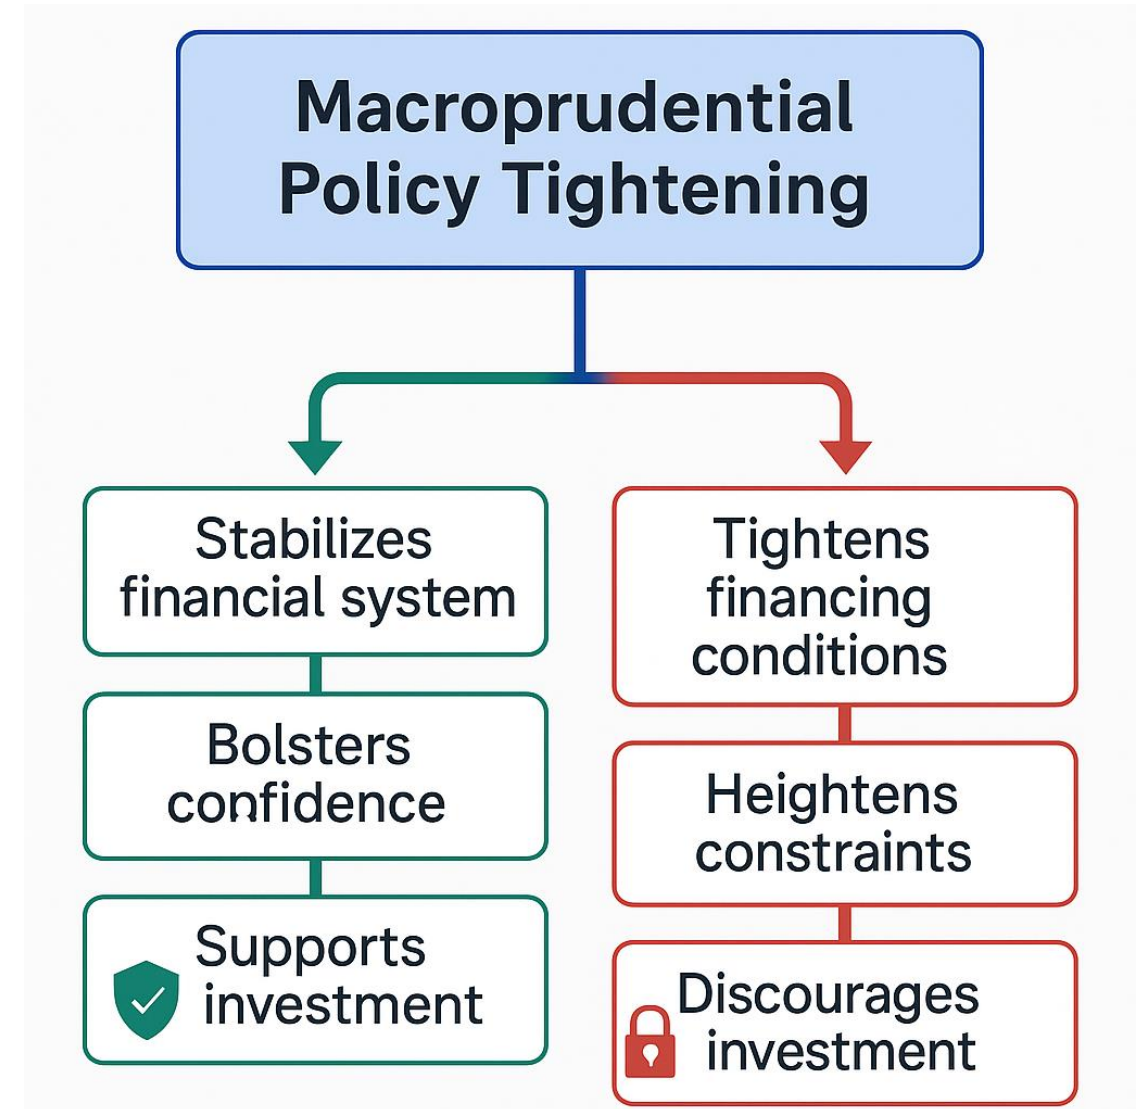 Macroprudential
Policy Tightening
Stabilizes
financial system
Bolsters
confidence
Supports
investment
Tightens
financing
conditions
Heightens
constraints
Discourages
investment